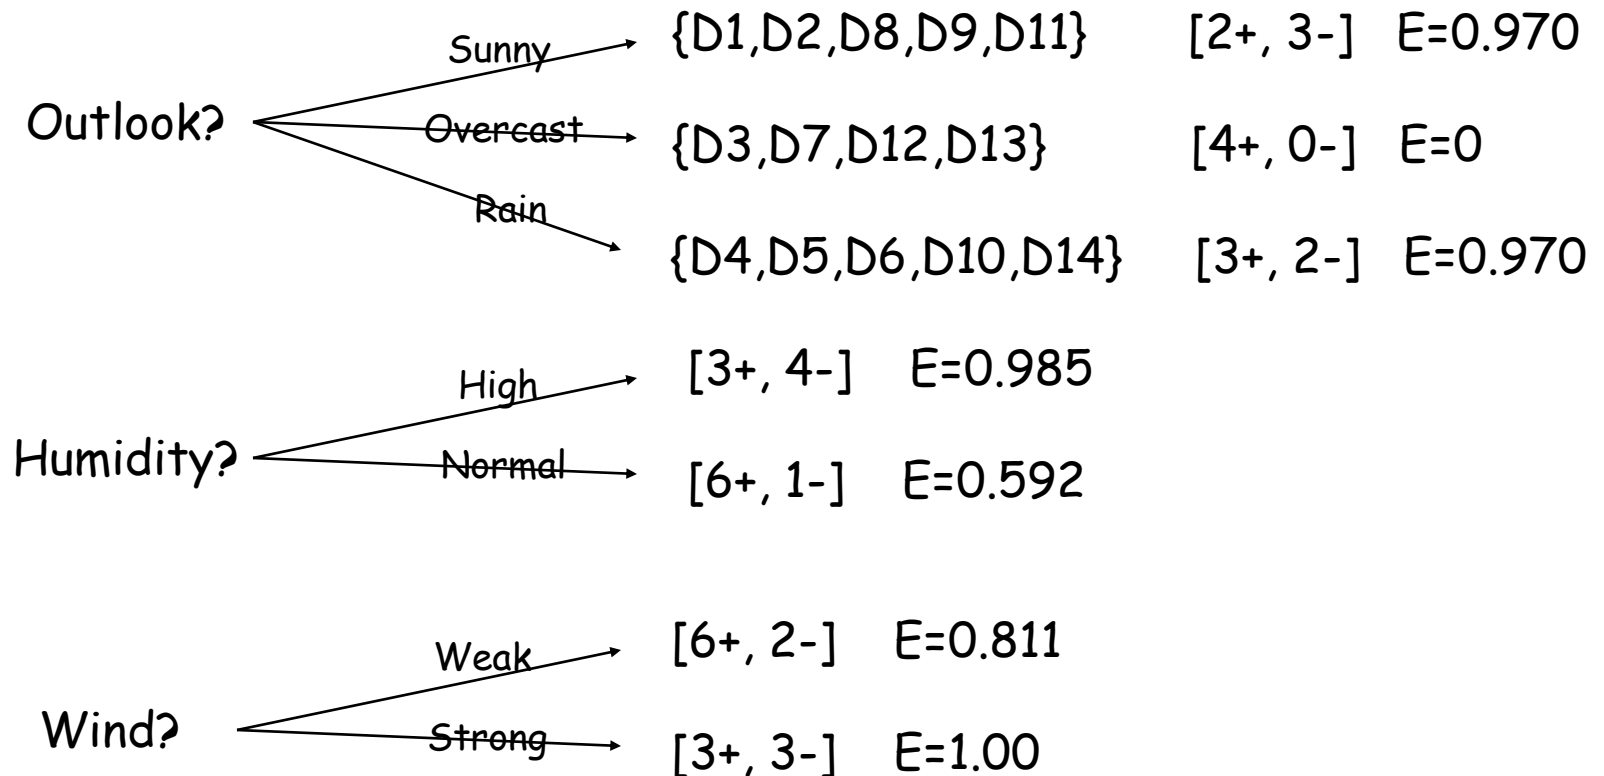 Sunny {D1,D2,D8,D9,D11} [2+, 3-] E=0.970
Outlook? Overcast {D3,D7,D12,D13} [4+, 0-] E=0
Rain {D4,D5,D6,D10,D14} [3+, 2-] E=0.970
High [3+, 4-] E=0.985
Humidity? Normal [6+, 1-] E=0.592
Weak [6+, 2-] E=0.811
Wind? Strong [3+, 3-] E=1.00